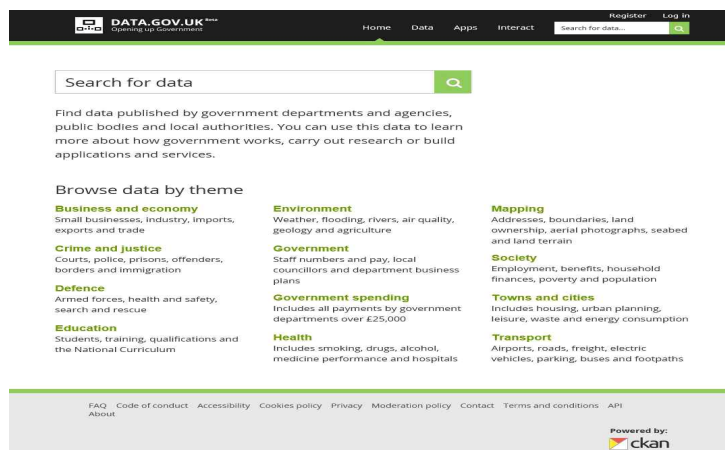 DATA.GOV.UK Beta
Opening up Government
Home Data Apps Interact
Register Log in
Search for data...
Search for data
Find data published by government departments and agencies,
public bodies and local authorities. You can use this data to learn
more about how government works, carry out research or build
applications and services.
Browse data by theme
Business and economy
Small businesses, industry, imports,
exports and trade
Crime and justice
Courts, police, prisons, offenders,
borders and immigration
Defence
Armed forces, health and safety,
search and rescue
Education
Students, training, qualifications and
the National Curriculum
Environment
Weather, flooding, rivers, air quality,
geology and agriculture
Government
Staff numbers and pay, local
councillors and department business
plans
Government spending
Includes all payments by government
departments over £25,000
Health
Includes smoking, drugs, alcohol,
medicine performance and hospitals
Mapping
Addresses, boundaries, land
ownership, aerial photographs, seabed
and land terrain
Society
Employment, benefits, household
finances, poverty and population
Towns and cities
Includes housing, urban planning,
leisure, waste and energy consumption
Transport
Airports, roads, freight, electric
vehicles, parking, buses and footpaths
FAQ Code of conduct Accessibility Cookies policy Privacy Moderation policy Contact Terms and conditions API
About
Powered by:
ckan